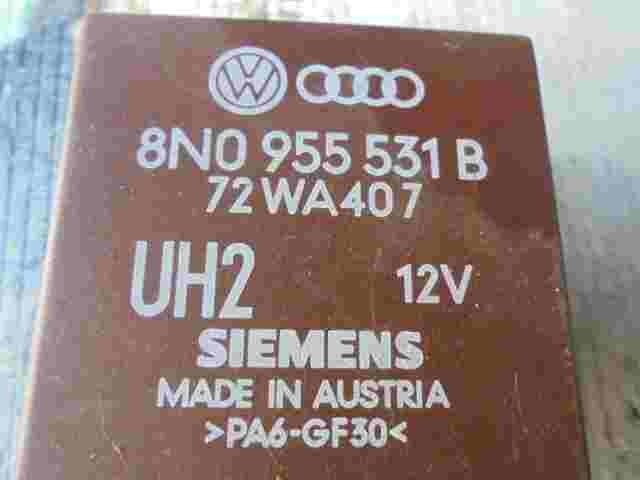 8N0 955 531 B
72WA407
UH2 12V
SIEMENS
MADE IN AUSTRIA
>PA6-GF30<